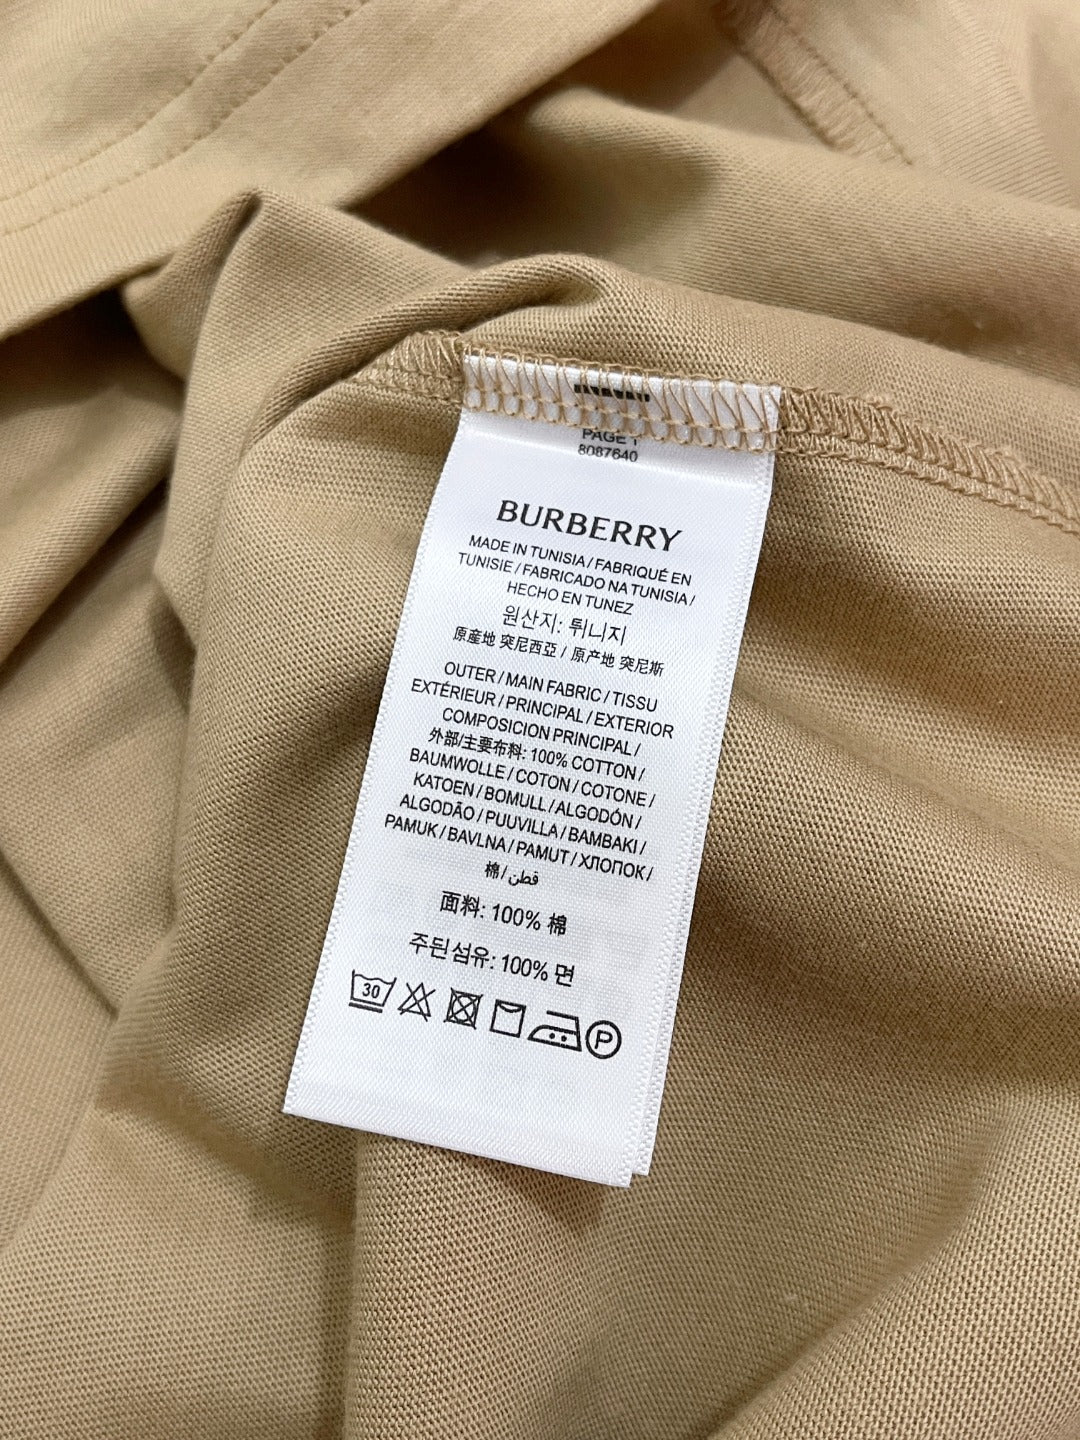 PAGE 1
8087640
BURBERRY
MADE IN TUNISIA / FABRIQUÉ EN
TUNISIE / FABRICADO NA TUNISIA /
HECHO EN TUNEZ
원산지: 튀니지
原產地 突尼西亞 / 原产地 突尼斯
OUTER / MAIN FABRIC / TISSU
EXTÉRIEUR / PRINCIPAL / EXTERIOR
COMPOSICION PRINCIPAL /
外部/主要布料: 100% COTTON /
BAUMWOLLE / COTON / COTONE /
KATOEN / BOMULL / ALGODÓN /
ALGODÃO / PUUVILLA / BAMBAKI /
PAMUK / BAVLNA / PAMUT / ХЛОПОК /
棉 / قطن
面料: 100% 棉
주된섬유: 100% 면
30 P